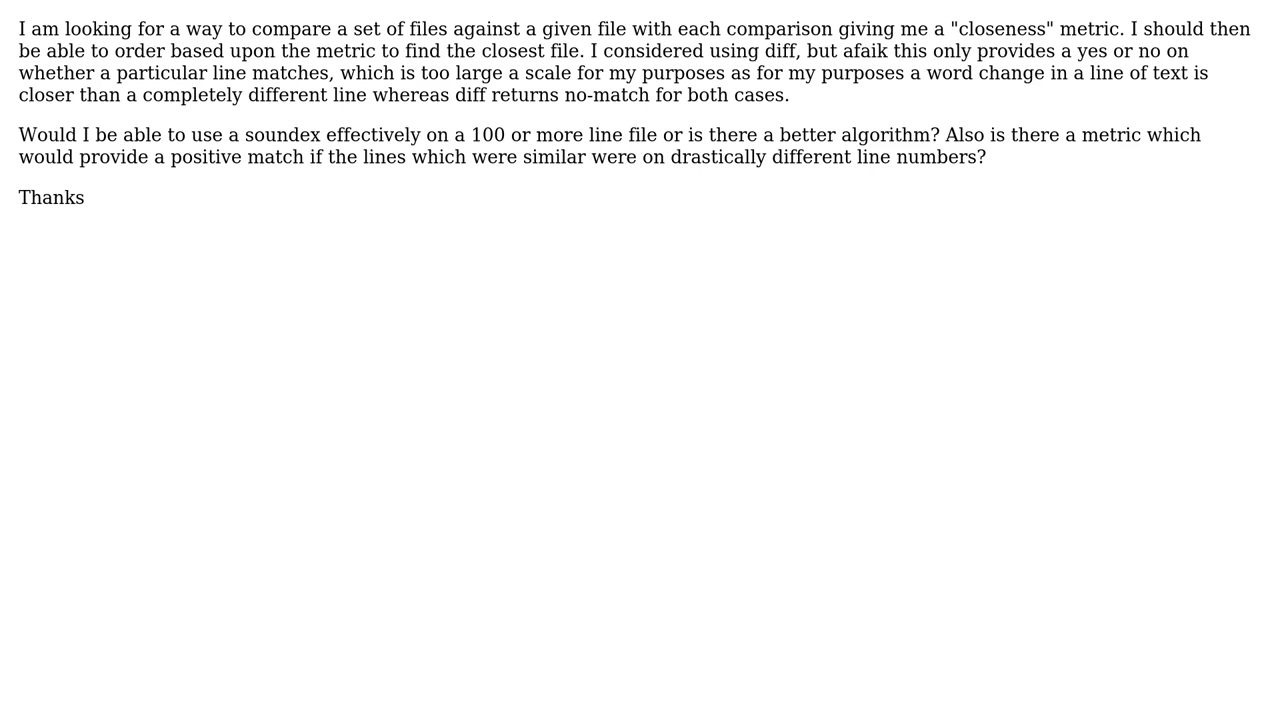 I am looking for a way to compare a set of files against a given file with each comparison giving me a "closeness" metric. I should then
be able to order based upon the metric to find the closest file. I considered using diff, but afaik this only provides a yes or no on
whether a particular line matches, which is too large a scale for my purposes as for my purposes a word change in a line of text is
closer than a completely different line whereas diff returns no-match for both cases.
Would I be able to use a soundex effectively on a 100 or more line file or is there a better algorithm? Also is there a metric which
would provide a positive match if the lines which were similar were on drastically different line numbers?
Thanks